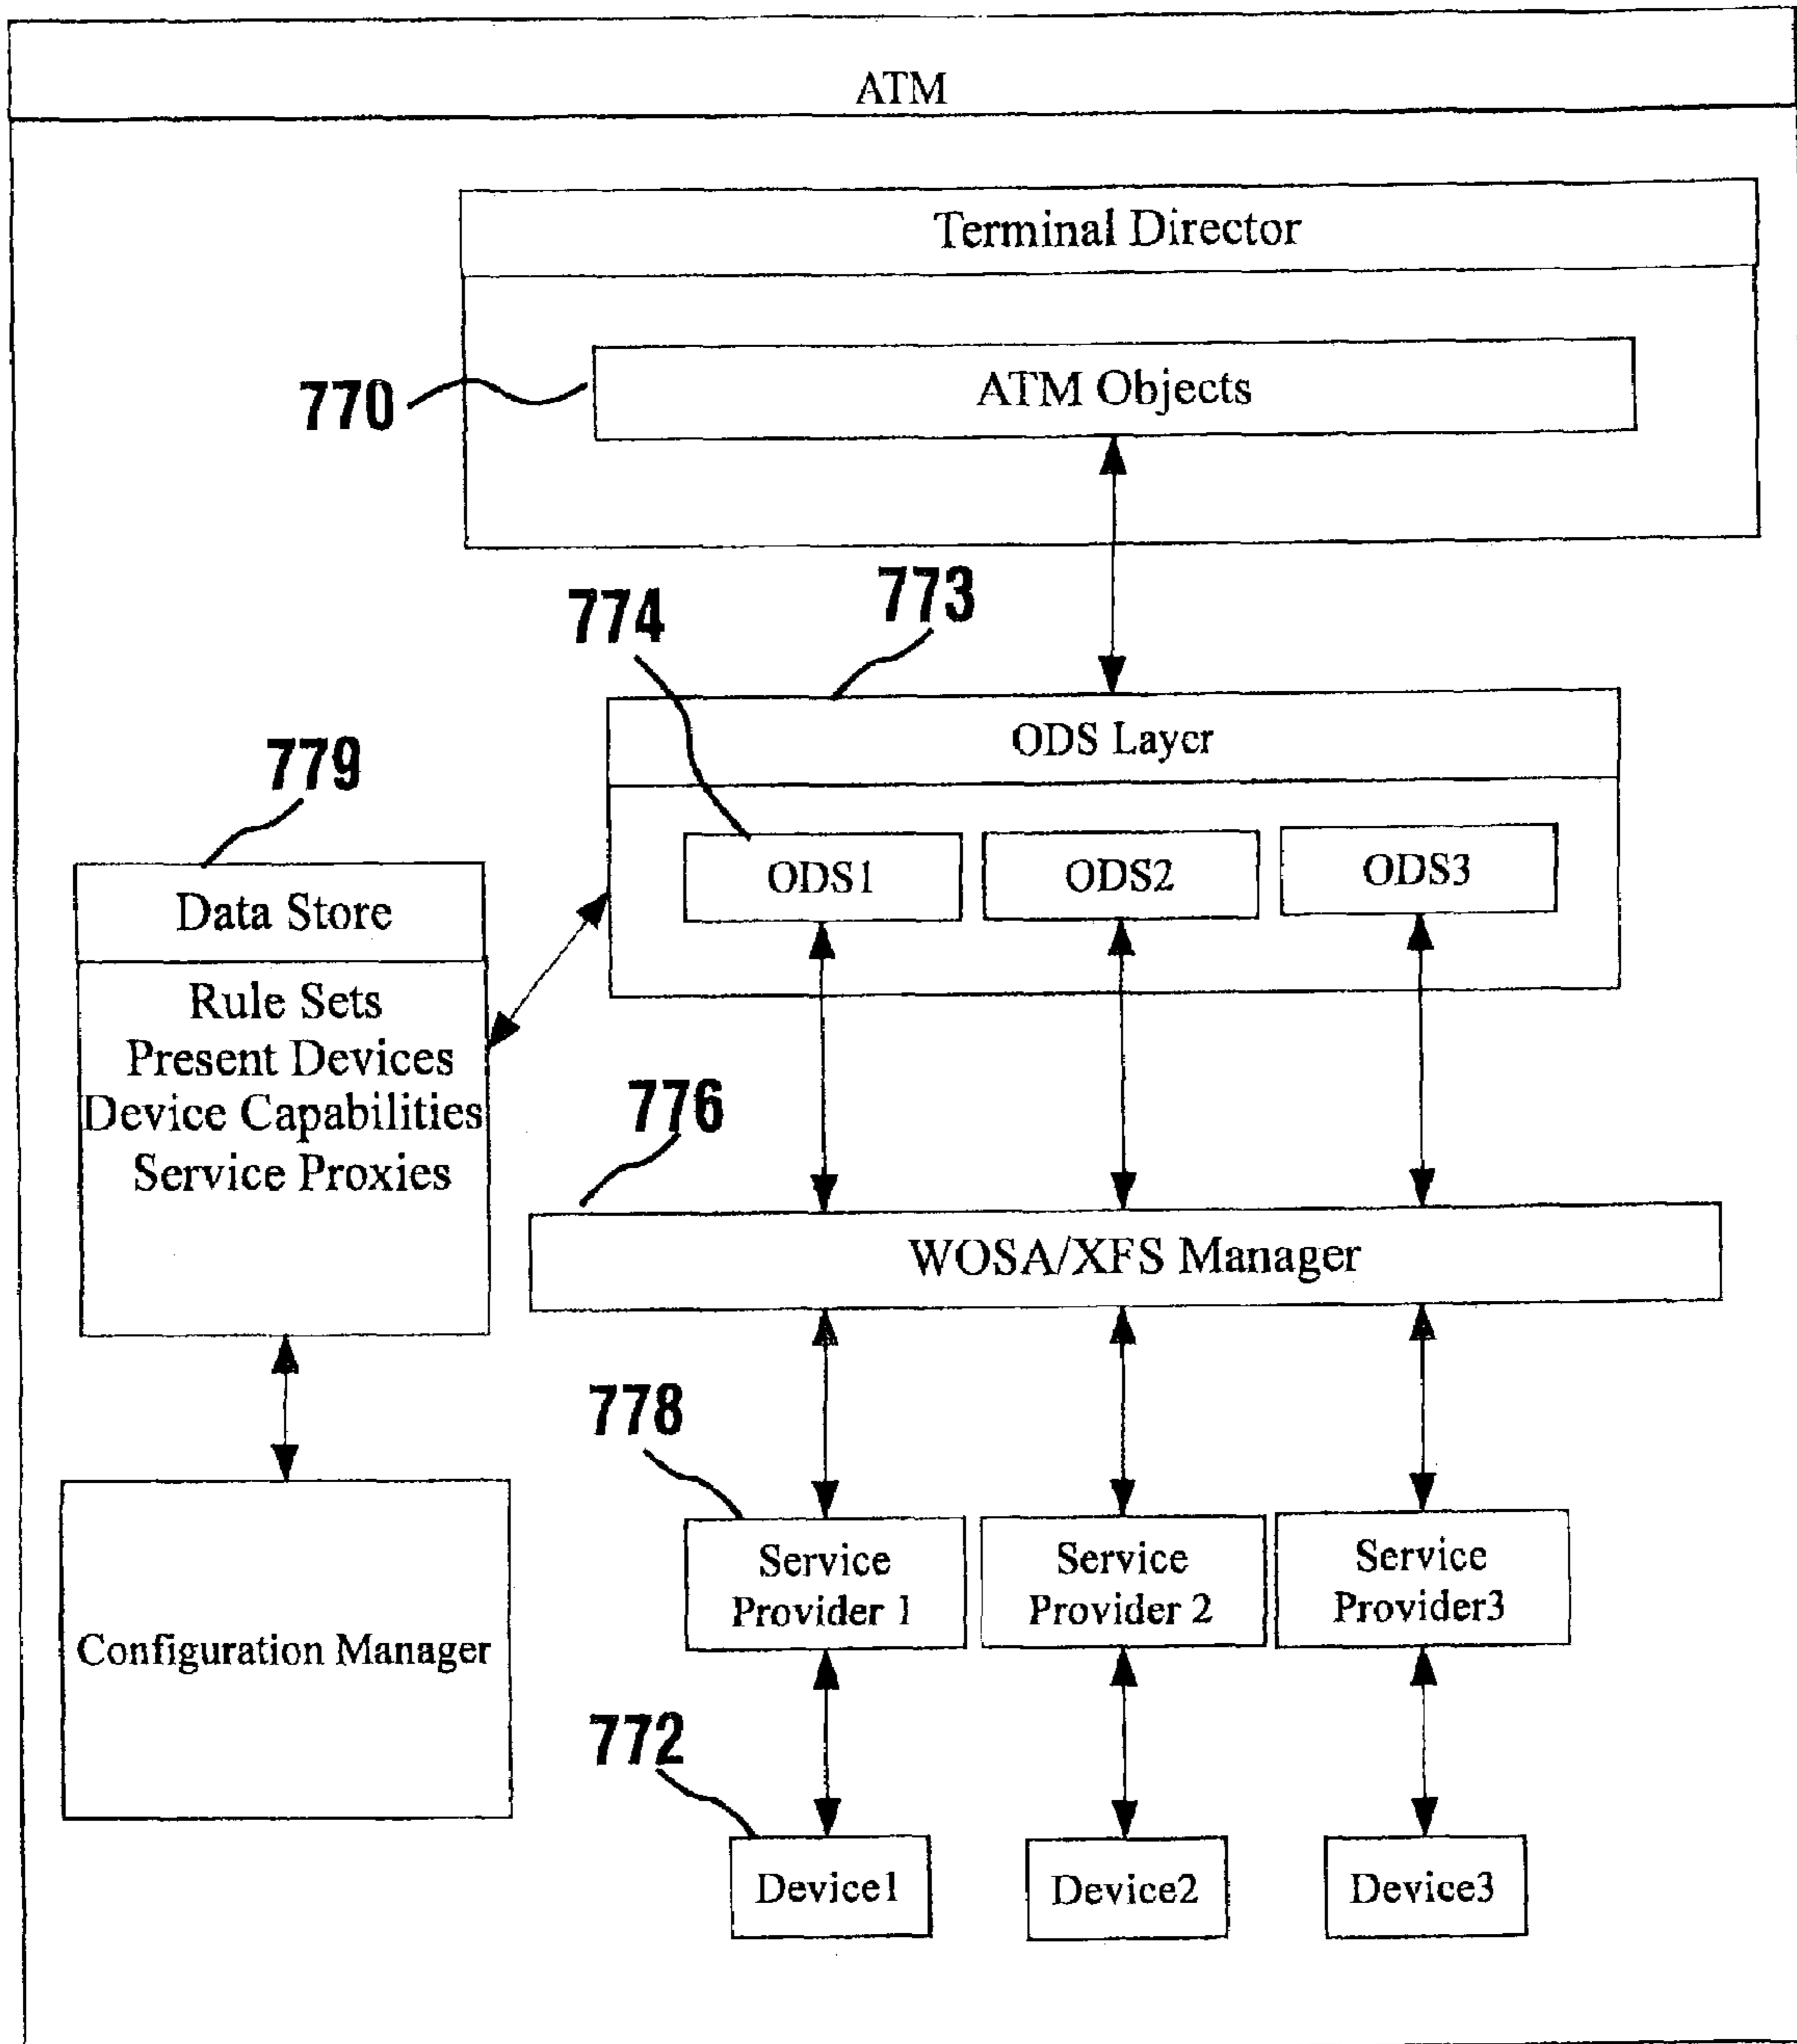 ATM
Terminal Director
770
ATM Objects
773
774
ODS Layer
779
ODS1
ODS2
ODS3
Data Store
Rule Sets
Present Devices
Device Capabilities
Service Proxies
776
WOSA/XFS Manager
778
Service
Provider 1
Service
Provider 2
Service
Provider3
Configuration Manager
772
Device1
Device2
Device3